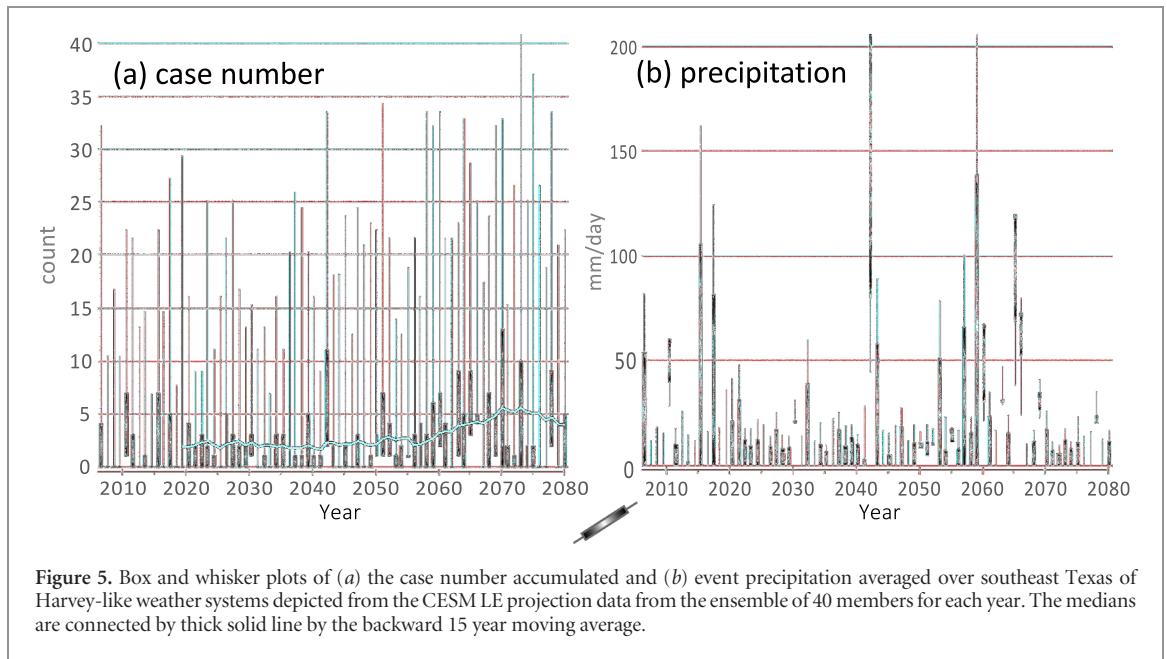 (a) case number
count
40
35
30
25
20
15
10
5
0
2010 2020 2030 2040 2050 2060 2070 2080
Year
(b) precipitation
mm/day
200
150
100
50
0
2010 2020 2030 2040 2050 2060 2070 2080
Year
Figure 5. Box and whisker plots of (a) the case number accumulated and (b) event precipitation averaged over southeast Texas of
Harvey-like weather systems depicted from the CESM LE projection data from the ensemble of 40 members for each year. The medians
are connected by thick solid line by the backward 15 year moving average.